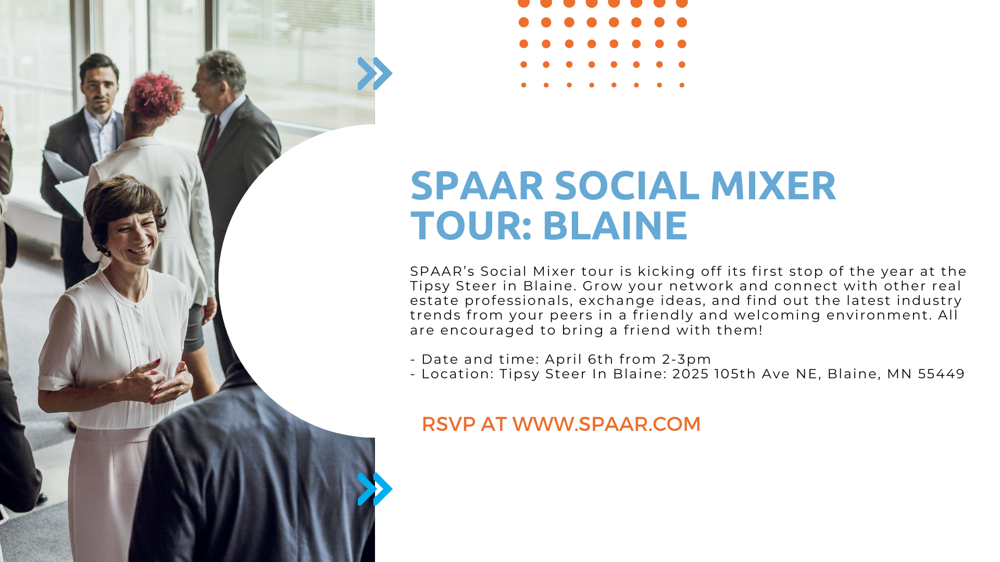 SPAAR SOCIAL MIXER
TOUR: BLAINE
SPAAR’s Social Mixer tour is kicking off its first stop of the year at the
Tipsy Steer in Blaine. Grow your network and connect with other real
estate professionals, exchange ideas, and find out the latest industry
trends from your peers in a friendly and welcoming environment. All
are encouraged to bring a friend with them!
- Date and time: April 6th from 2-3pm
- Location: Tipsy Steer In Blaine: 2025 105th Ave NE, Blaine, MN 55449
RSVP AT WWW.SPAAR.COM